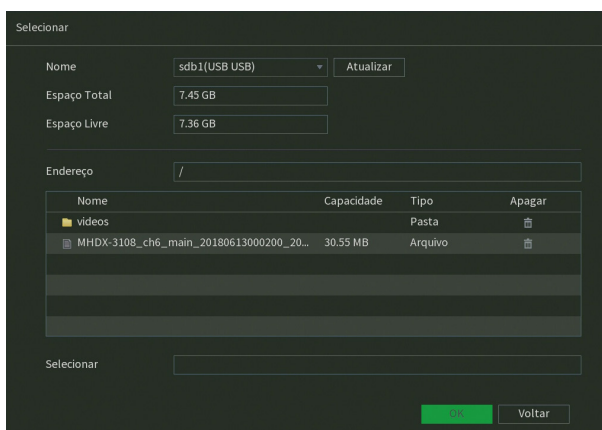 Selecionar
Nome sdb1(USB USB) Atualizar
Espaço Total 7.45 GB
Espaço Livre 7.36 GB
Endereço /
Nome Capacidade Tipo Apagar
videos Pasta
MHDX-3108_ch6_main_20180613000200_20... 30.55 MB Arquivo
Selecionar
OK Voltar